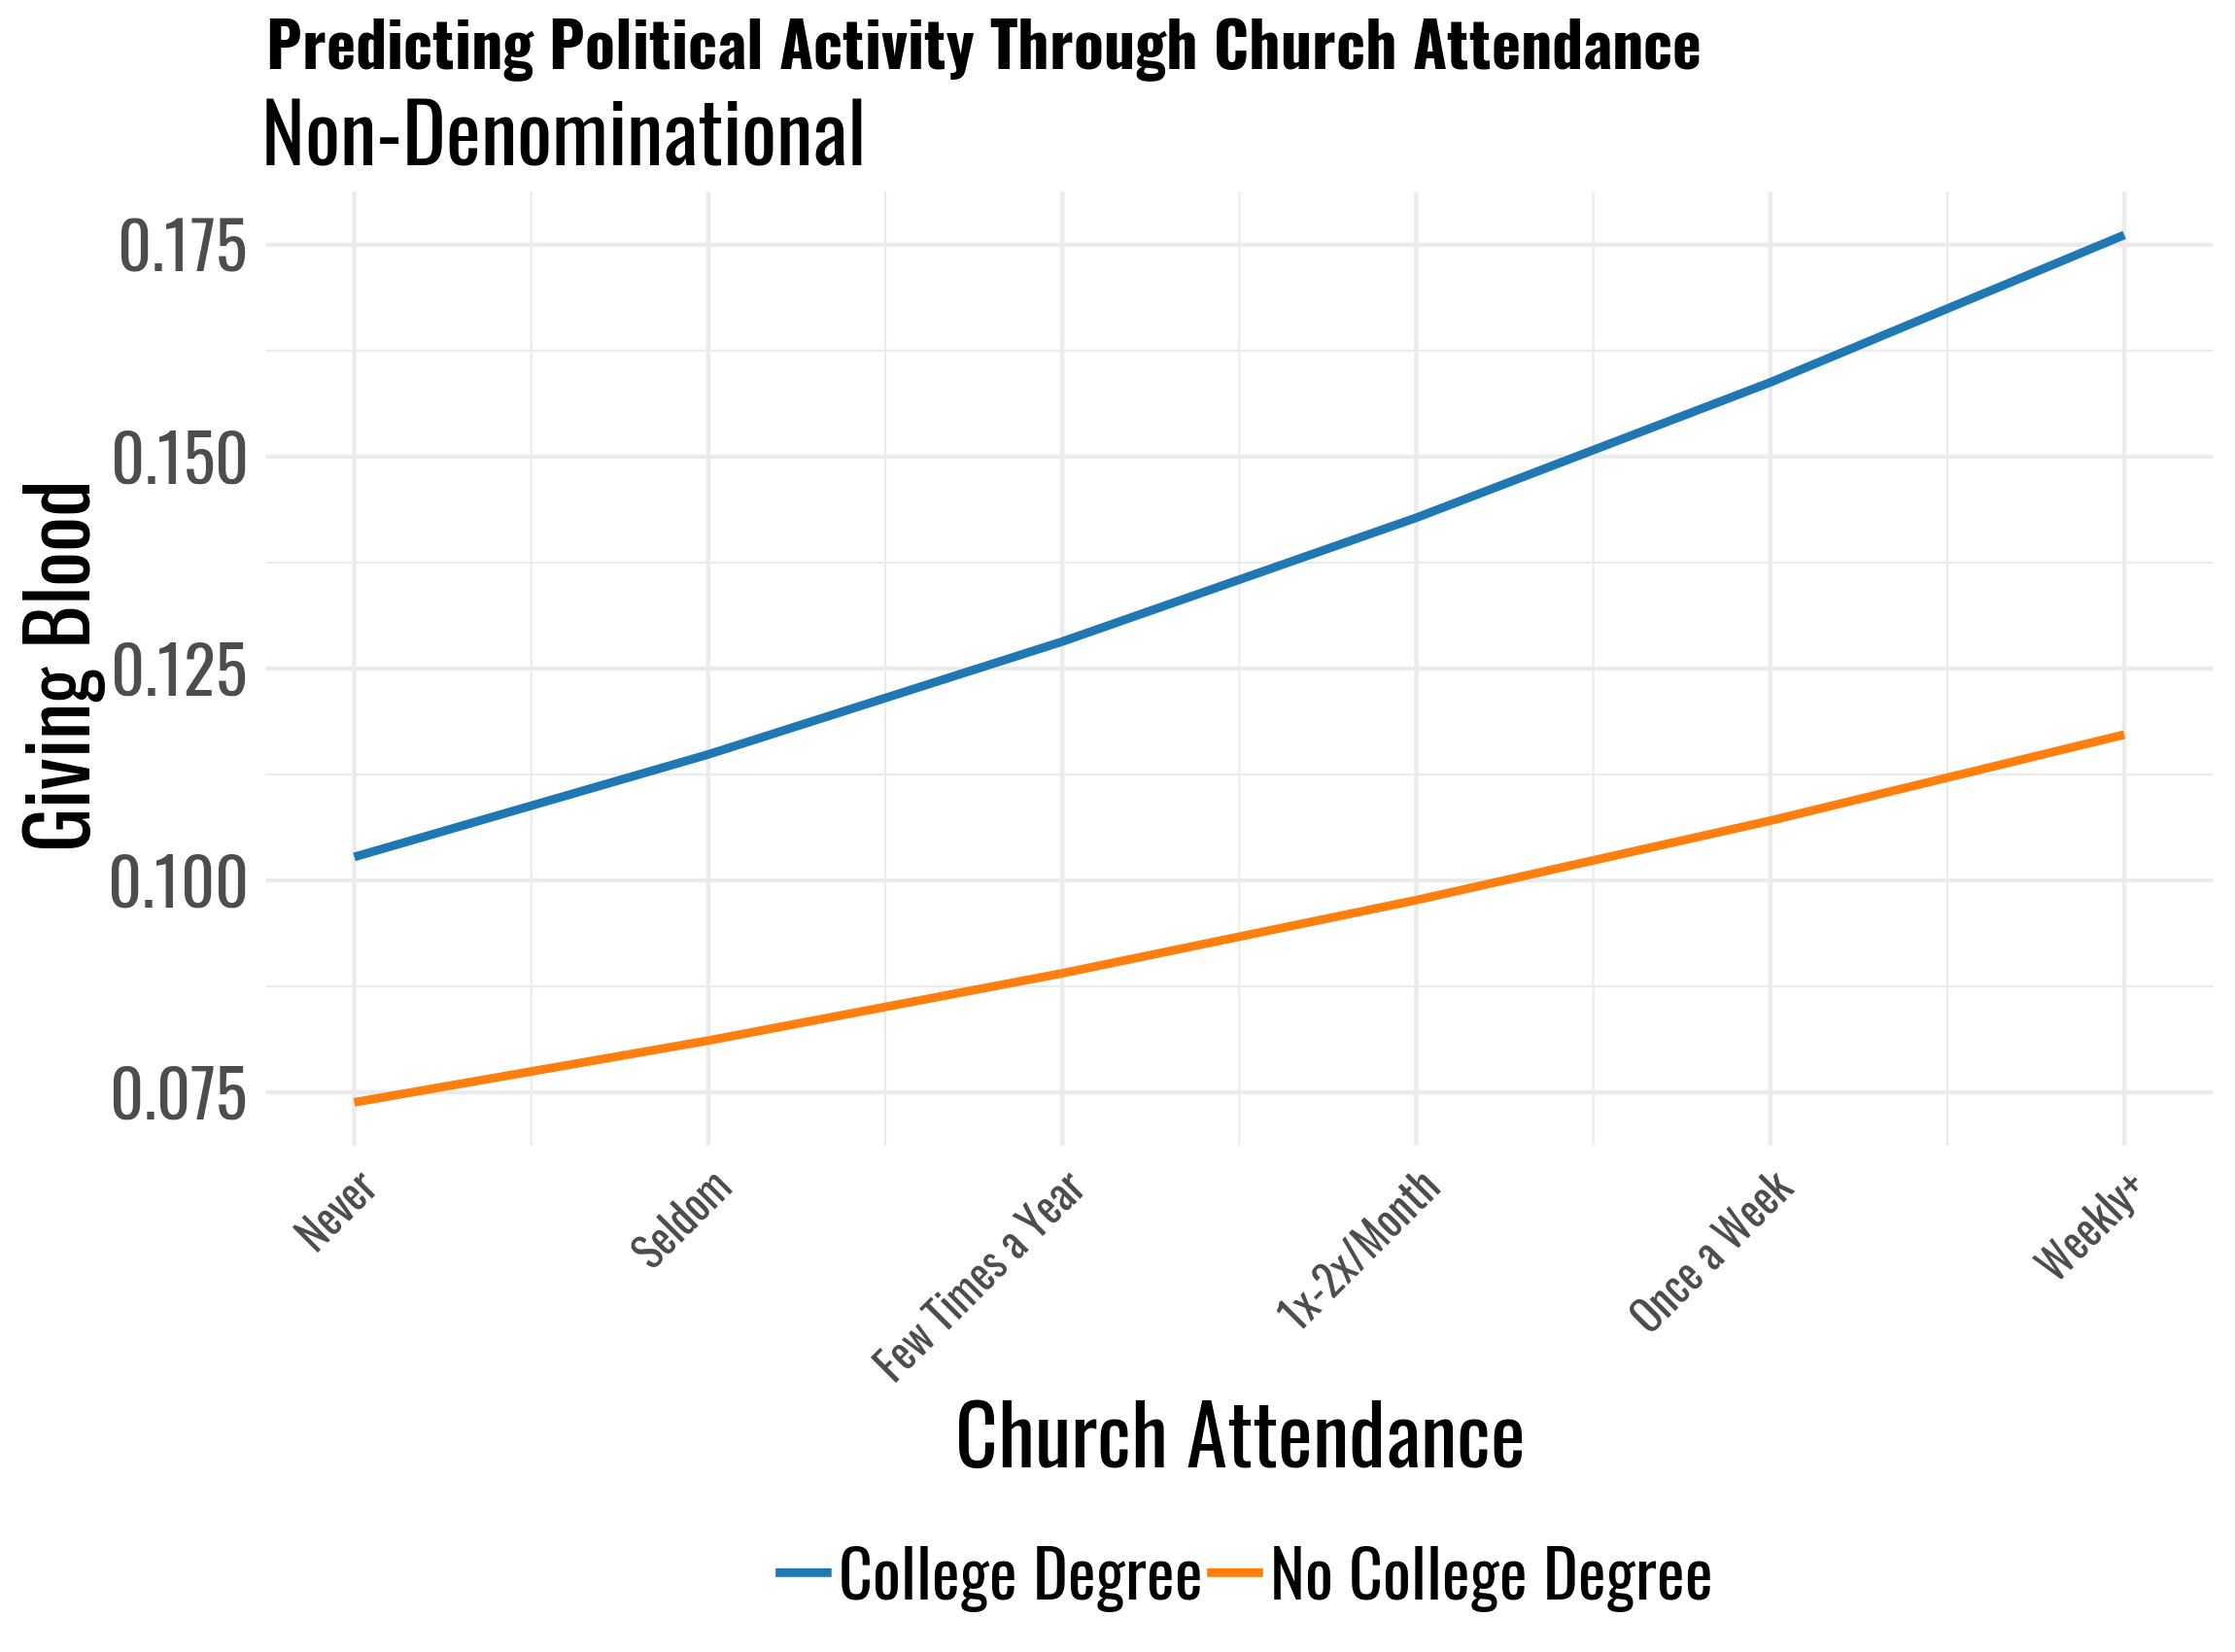 Predicting Political Activity Through Church Attendance
Non-Denominational
Giving Blood
0.175
0.150
0.125
0.100
0.075
Never
Seldom
Few Times a Year
1x-2x/Month
Once a Week
Weekly+
Church Attendance
College Degree
No College Degree